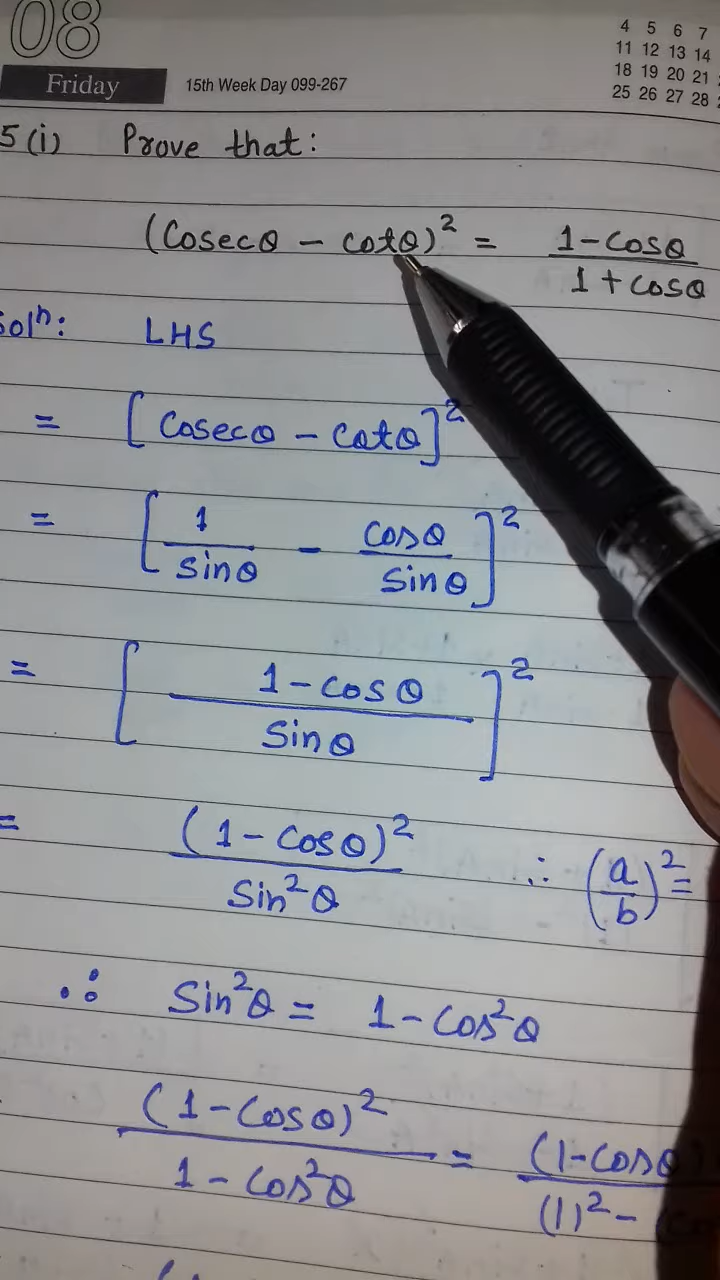 08
4 5 6 7
11 12 13 14
18 19 20 21
25 26 27 28
Friday
15th Week Day 099-267
5(i) Prove that:
(Cosecθ - cotθ)² = 1-cosθ / 1+cosθ
Solⁿ: LHS
= [Cosecθ - Cotθ]²
= [1/sinθ - cosθ/sinθ]²
= [1-cosθ / sinθ]²
= (1-cosθ)² / Sin²θ ∴ (a/b)² =
∴ Sin²θ = 1-cos²θ
(1-cosθ)² / 1-cos²θ = (1-cosθ) / (1)² -